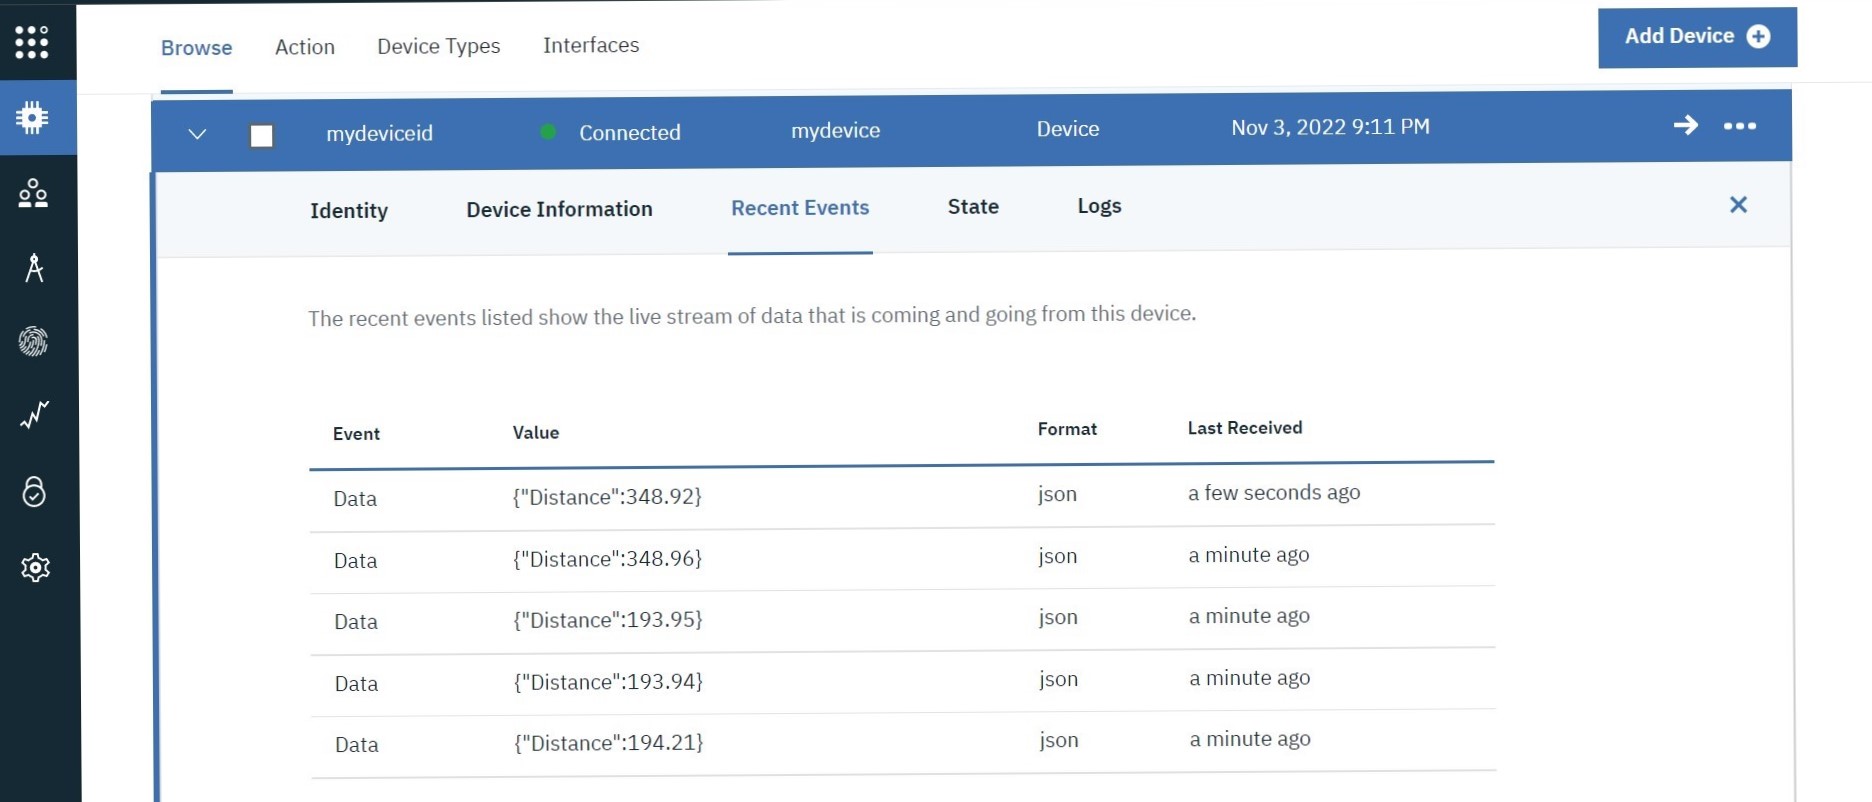 Browse Action Device Types Interfaces Add Device
mydeviceid Connected mydevice Device Nov 3, 2022 9:11 PM
Identity Device Information Recent Events State Logs
The recent events listed show the live stream of data that is coming and going from this device.
Event Value Format Last Received
Data {"Distance":348.92} json a few seconds ago
Data {"Distance":348.96} json a minute ago
Data {"Distance":193.95} json a minute ago
Data {"Distance":193.94} json a minute ago
Data {"Distance":194.21} json a minute ago